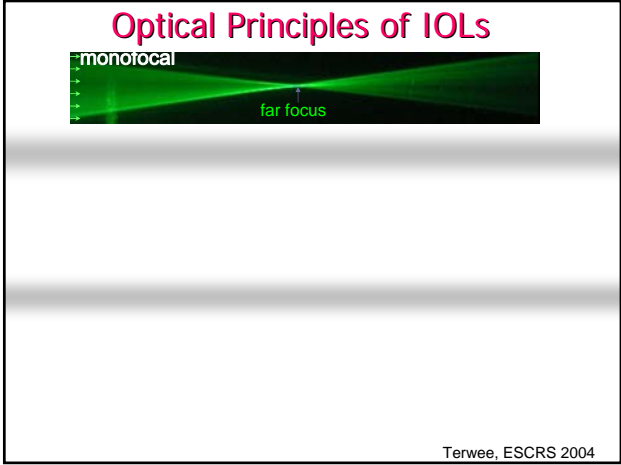 Optical Principles of IOLs
monofocal
far focus
Terwee, ESCRS 2004